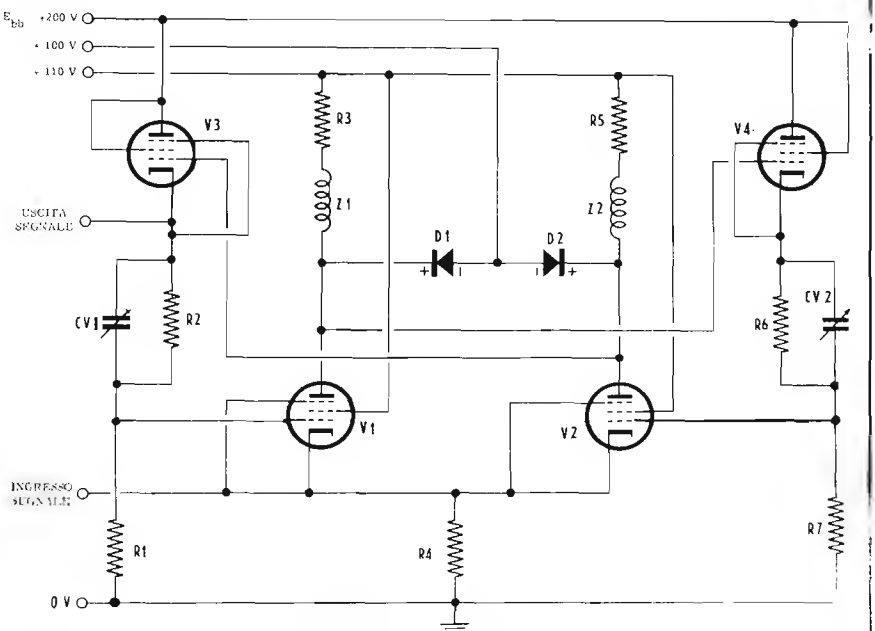 Ebb +200 V
+ 100 V
+ 110 V
V3
R3
R5
V4
Z1
Z2
USCITA
SEGNALE
D1
D2
+
+
CV1
R2
R6
CV2
V1
V2
INGRESSO
SEGNALE
R1
R4
R7
0 V